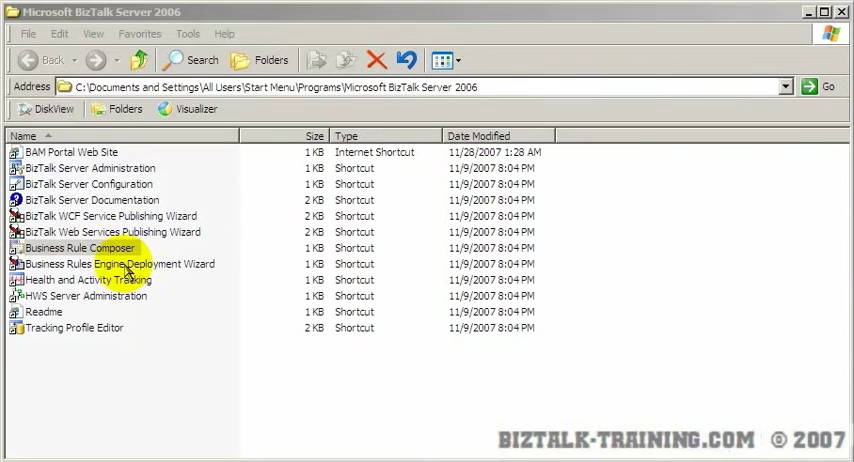 Microsoft BizTalk Server 2006
File Edit View Favorites Tools Help
Back Search Folders
Address C:\Documents and Settings\All Users\Start Menu\Programs\Microsoft BizTalk Server 2006 Go
DiskView Folders Visualizer
Name Size Type Date Modified
BAM Portal Web Site 1 KB Internet Shortcut 11/28/2007 1:28 AM
BizTalk Server Administration 1 KB Shortcut 11/9/2007 8:04 PM
BizTalk Server Configuration 1 KB Shortcut 11/9/2007 8:04 PM
BizTalk Server Documentation 2 KB Shortcut 11/9/2007 8:04 PM
BizTalk WCF Service Publishing Wizard 2 KB Shortcut 11/9/2007 8:04 PM
BizTalk Web Services Publishing Wizard 2 KB Shortcut 11/9/2007 8:04 PM
Business Rule Composer 1 KB Shortcut 11/9/2007 8:04 PM
Business Rules Engine Deployment Wizard 1 KB Shortcut 11/9/2007 8:04 PM
Health and Activity Tracking 1 KB Shortcut 11/9/2007 8:04 PM
HWS Server Administration 1 KB Shortcut 11/9/2007 8:04 PM
Readme 1 KB Shortcut 11/9/2007 8:04 PM
Tracking Profile Editor 2 KB Shortcut 11/9/2007 8:04 PM
BIZTALK-TRAINING.COM © 2007